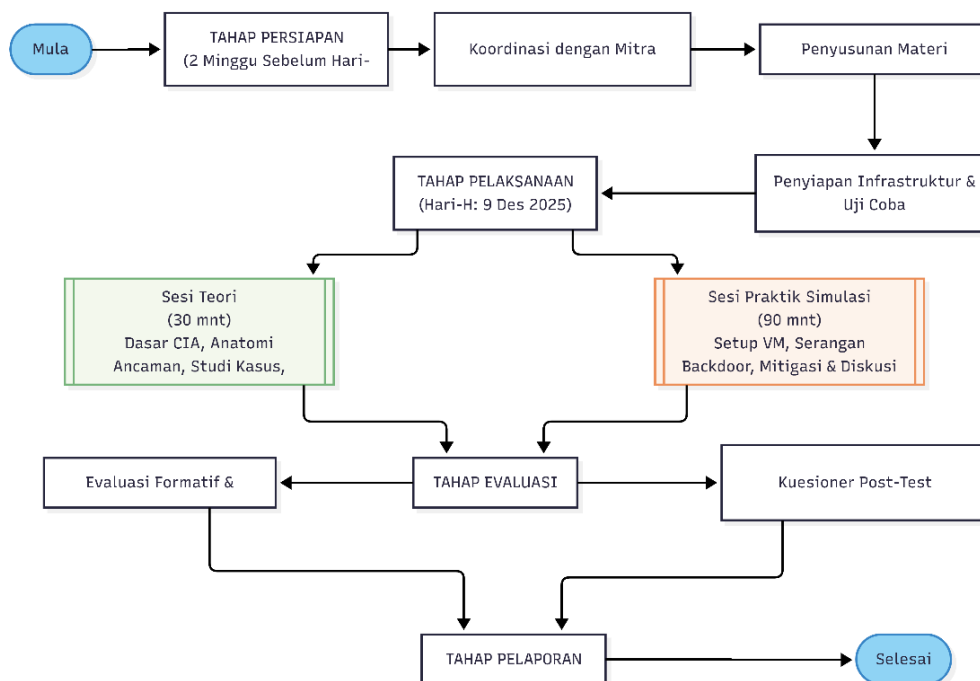 Mula
TAHAP PERSIAPAN
(2 Minggu Sebelum Hari-
Koordinasi dengan Mitra
Penyusunan Materi
Penyiapan Infrastruktur &
Uji Coba
TAHAP PELAKSANAAN
(Hari-H: 9 Des 2025)
Sesi Teori
(30 mnt)
Dasar CIA, Anatomi
Ancaman, Studi Kasus,
Sesi Praktik Simulasi
(90 mnt)
Setup VM, Serangan
Backdoor, Mitigasi & Diskusi
Evaluasi Formatif &
TAHAP EVALUASI
Kuesioner Post-Test
TAHAP PELAPORAN
Selesai